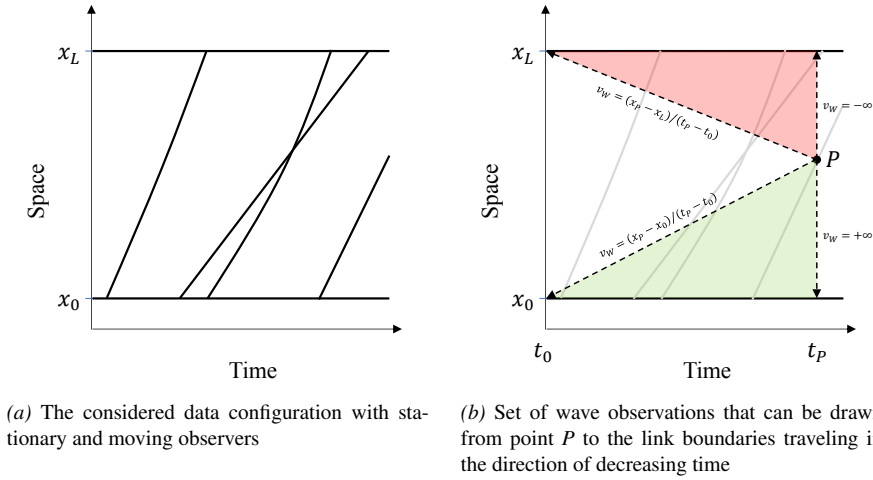 x_L
x_0
Space
Time
x_L
x_0
Space
v_W = (x_P − x_L)/(t_P − t_0)
v_W = (x_P − x_0)/(t_P − t_0)
v_W = −∞
P
v_W = +∞
t_0
t_P
Time
(a) The considered data configuration with sta-
tionary and moving observers
(b) Set of wave observations that can be draw
from point P to the link boundaries traveling i
the direction of decreasing time